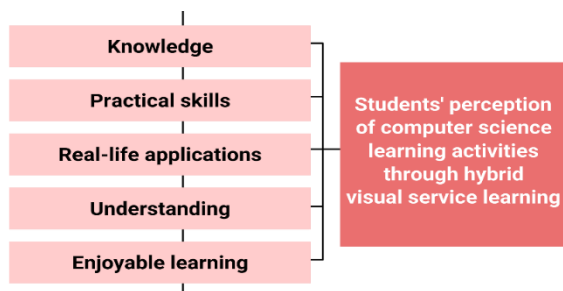 Knowledge
Practical skills
Real-life applications
Understanding
Enjoyable learning
Students' perception
of computer science
learning activities
through hybrid
visual service learning